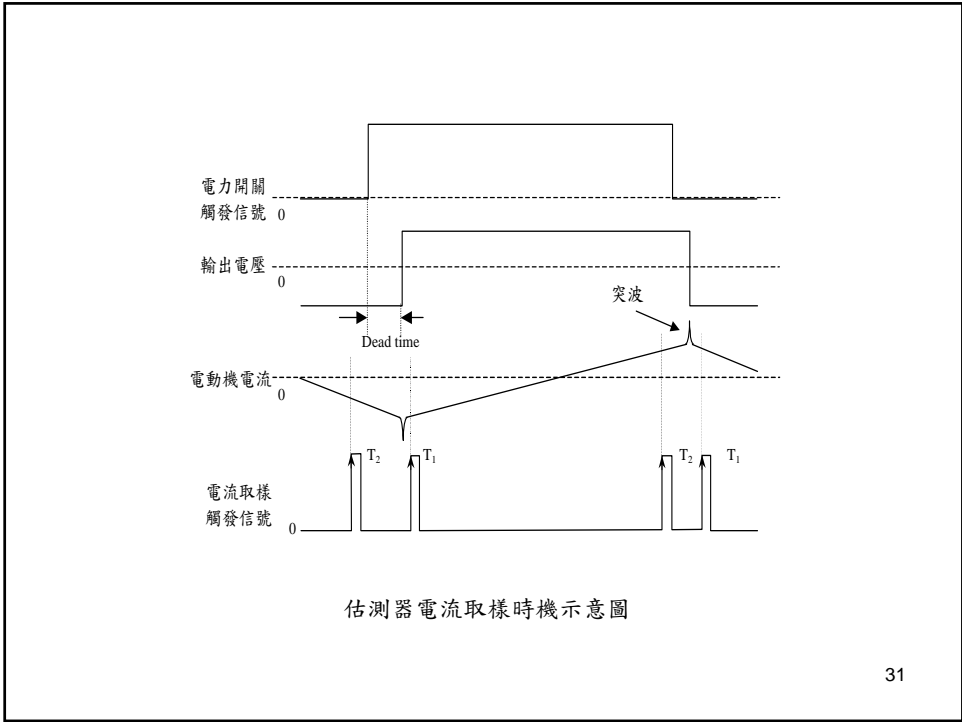 電力開關
觸發信號 0
輸出電壓
0
突波
Dead time
電動機電流
0
T₂ T₁ T₂ T₁
電流取樣
觸發信號 0
估測器電流取樣時機示意圖
31